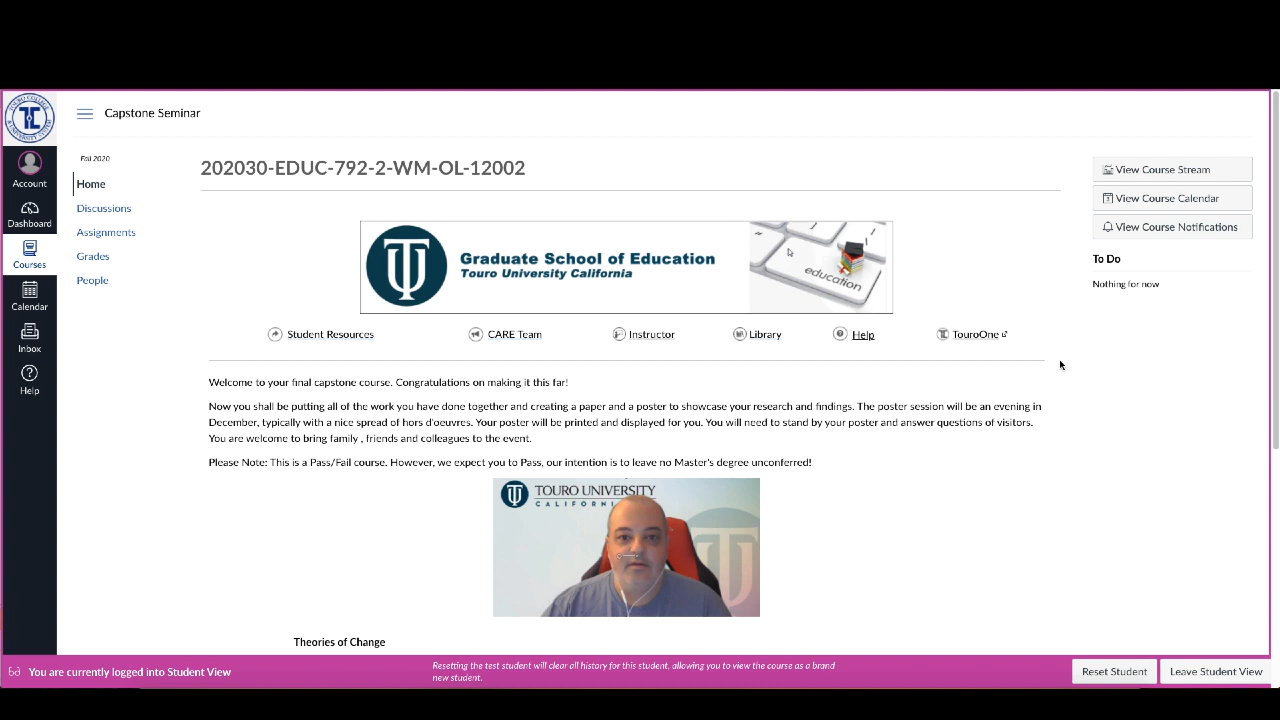 Capstone Seminar
Account
Dashboard
Courses
Calendar
Inbox
Help
Fall 2020
Home
Discussions
Assignments
Grades
People
202030-EDUC-792-2-WM-OL-12002
Graduate School of Education
Touro University California
education
Student Resources
CARE Team
Instructor
Library
Help
TouroOne
Welcome to your final capstone course. Congratulations on making it this far!
Now you shall be putting all of the work you have done together and creating a paper and a poster to showcase your research and findings. The poster session will be an evening in
December, typically with a nice spread of hors d'oeuvres. Your poster will be printed and displayed for you. You will need to stand by your poster and answer questions of visitors.
You are welcome to bring family , friends and colleagues to the event.
Please Note: This is a Pass/Fail course. However, we expect you to Pass, our intention is to leave no Master's degree unconferred!
TOURO UNIVERSITY
Theories of Change
View Course Stream
View Course Calendar
View Course Notifications
To Do
Nothing for now
You are currently logged into Student View
Resetting the test student will clear all history for this student, allowing you to view the course as a brand
new student.
Reset Student
Leave Student View